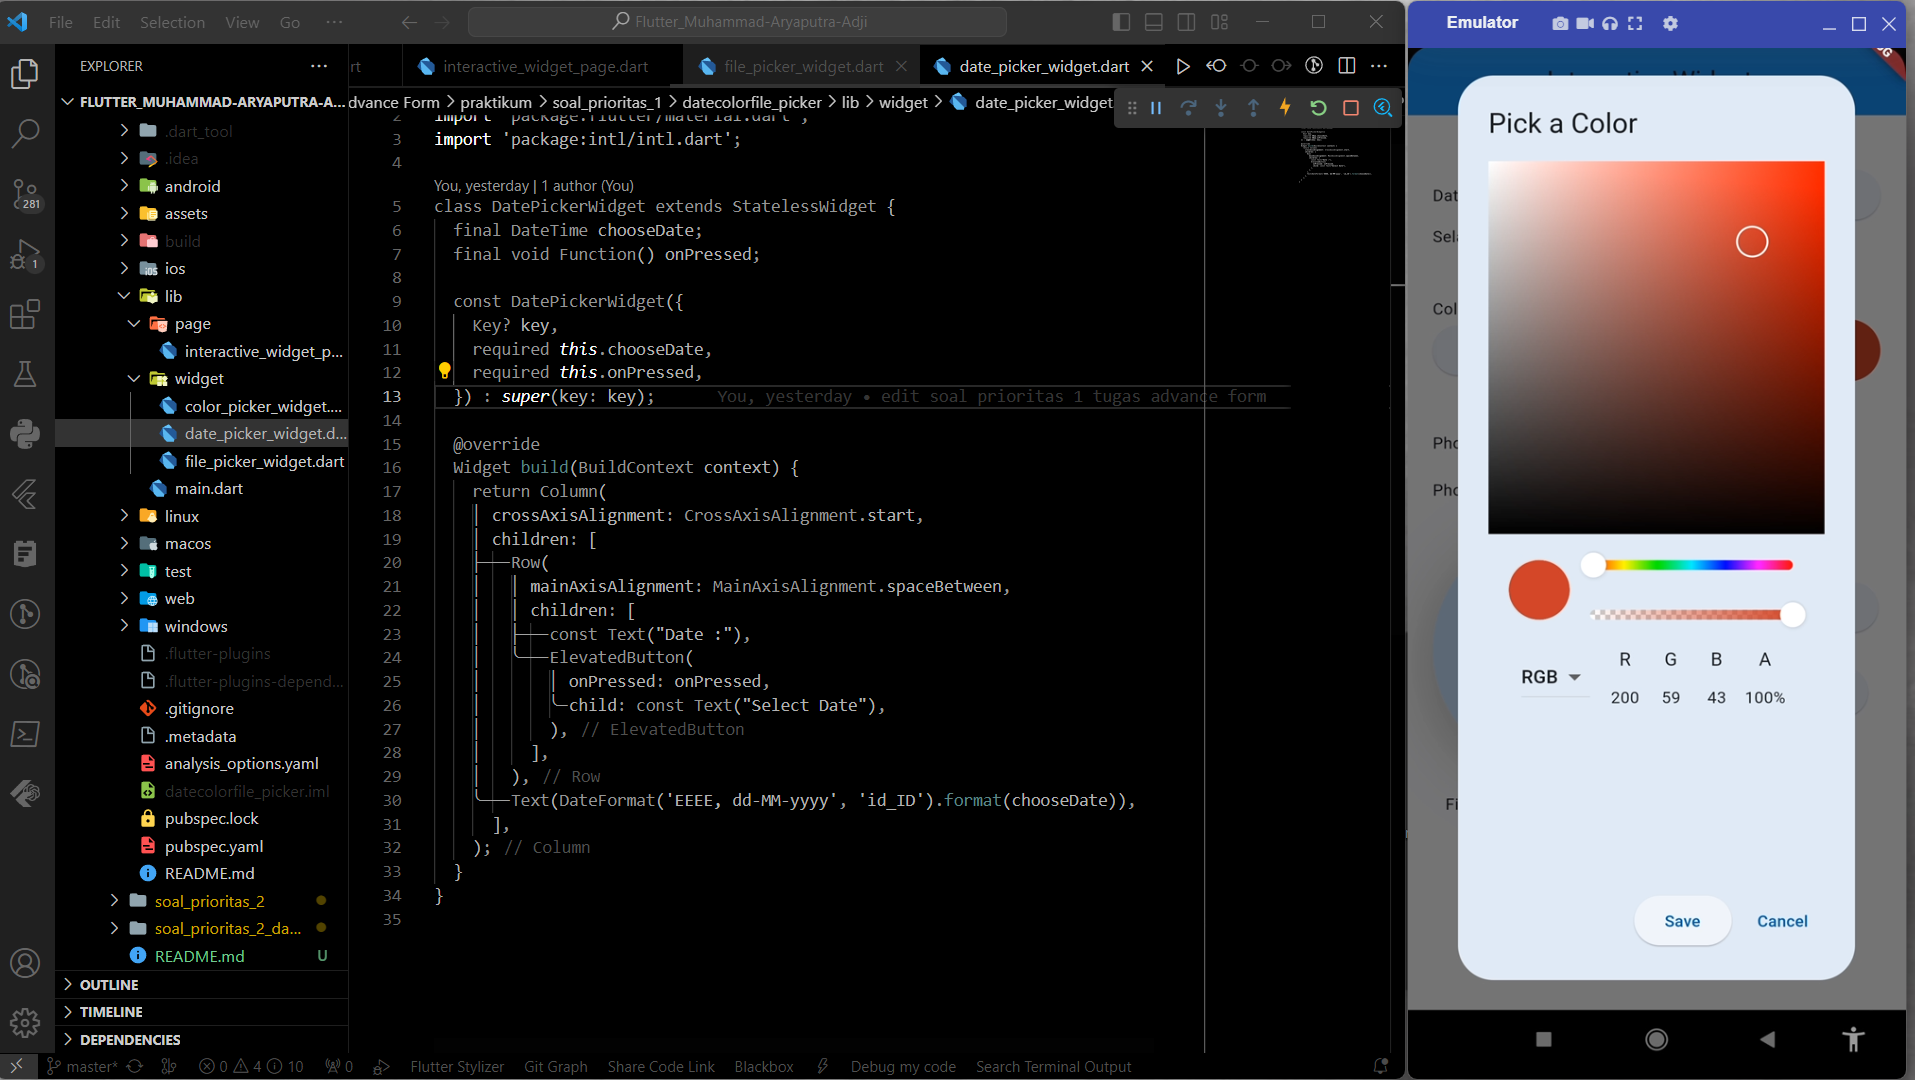 File Edit Selection View Go ···
Flutter_Muhammad-Aryaputra-Adji
EXPLORER
FLUTTER_MUHAMMAD-ARYAPUTRA-A...
.dart_tool
.idea
android
assets
build
ios
lib
page
interactive_widget_p...
widget
color_picker_widget....
date_picker_widget.d...
file_picker_widget.dart
main.dart
linux
macos
test
web
windows
.flutter-plugins
.flutter-plugins-depend...
.gitignore
.metadata
analysis_options.yaml
datecolorfile_picker.iml
pubspec.lock
pubspec.yaml
README.md
soal_prioritas_2
soal_prioritas_2_da...
README.md U
OUTLINE
TIMELINE
DEPENDENCIES
281
1
rt interactive_widget_page.dart file_picker_widget.dart date_picker_widget.dart
dvance Form > praktikum > soal_prioritas_1 > datecolorfile_picker > lib > widget > date_picker_widget
2 import 'package:flutter/material.dart';
3 import 'package:intl/intl.dart';
4
You, yesterday | 1 author (You)
5 class DatePickerWidget extends StatelessWidget {
6 final DateTime chooseDate;
7 final void Function() onPressed;
8
9 const DatePickerWidget({
10 Key? key,
11 required this.chooseDate,
12 required this.onPressed,
13 }) : super(key: key); You, yesterday • edit soal prioritas 1 tugas advance form
14
15 @override
16 Widget build(BuildContext context) {
17 return Column(
18 crossAxisAlignment: CrossAxisAlignment.start,
19 children: [
20 Row(
21 mainAxisAlignment: MainAxisAlignment.spaceBetween,
22 children: [
23 const Text("Date :"),
24 ElevatedButton(
25 onPressed: onPressed,
26 child: const Text("Select Date"),
27 ), // ElevatedButton
28 ],
29 ), // Row
30 Text(DateFormat('EEEE, dd-MM-yyyy', 'id_ID').format(chooseDate)),
31 ],
32 ); // Column
33 }
34 }
35
master* 0 4 10 0 Flutter Stylizer Git Graph Share Code Link Blackbox Debug my code Search Terminal Output
Emulator
Pick a Color
Dat
Sela
Col
Pho
Pho
Fi
RGB
R G B A
200 59 43 100%
Save Cancel